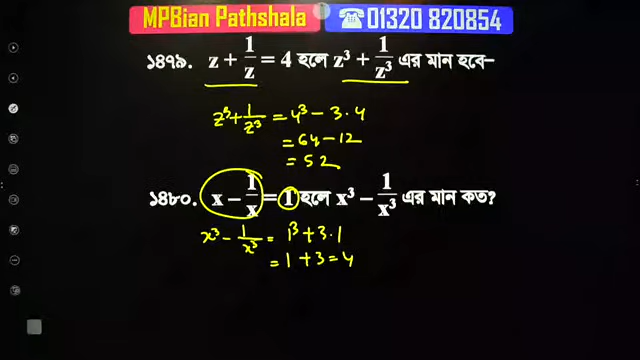 MPBian Pathshala ☎01320 820854
১৪৭৯. z + 1/z = 4 হলে z³ + 1/z³ এর মান হবে–
z³ + 1/z³ = 4³ − 3·4
= 64 − 12
= 52
১৪৮০. x − 1/x = 1 হলে x³ − 1/x³ এর মান কত?
x³ − 1/x³ = 1³ + 3·1
= 1 + 3 = 4